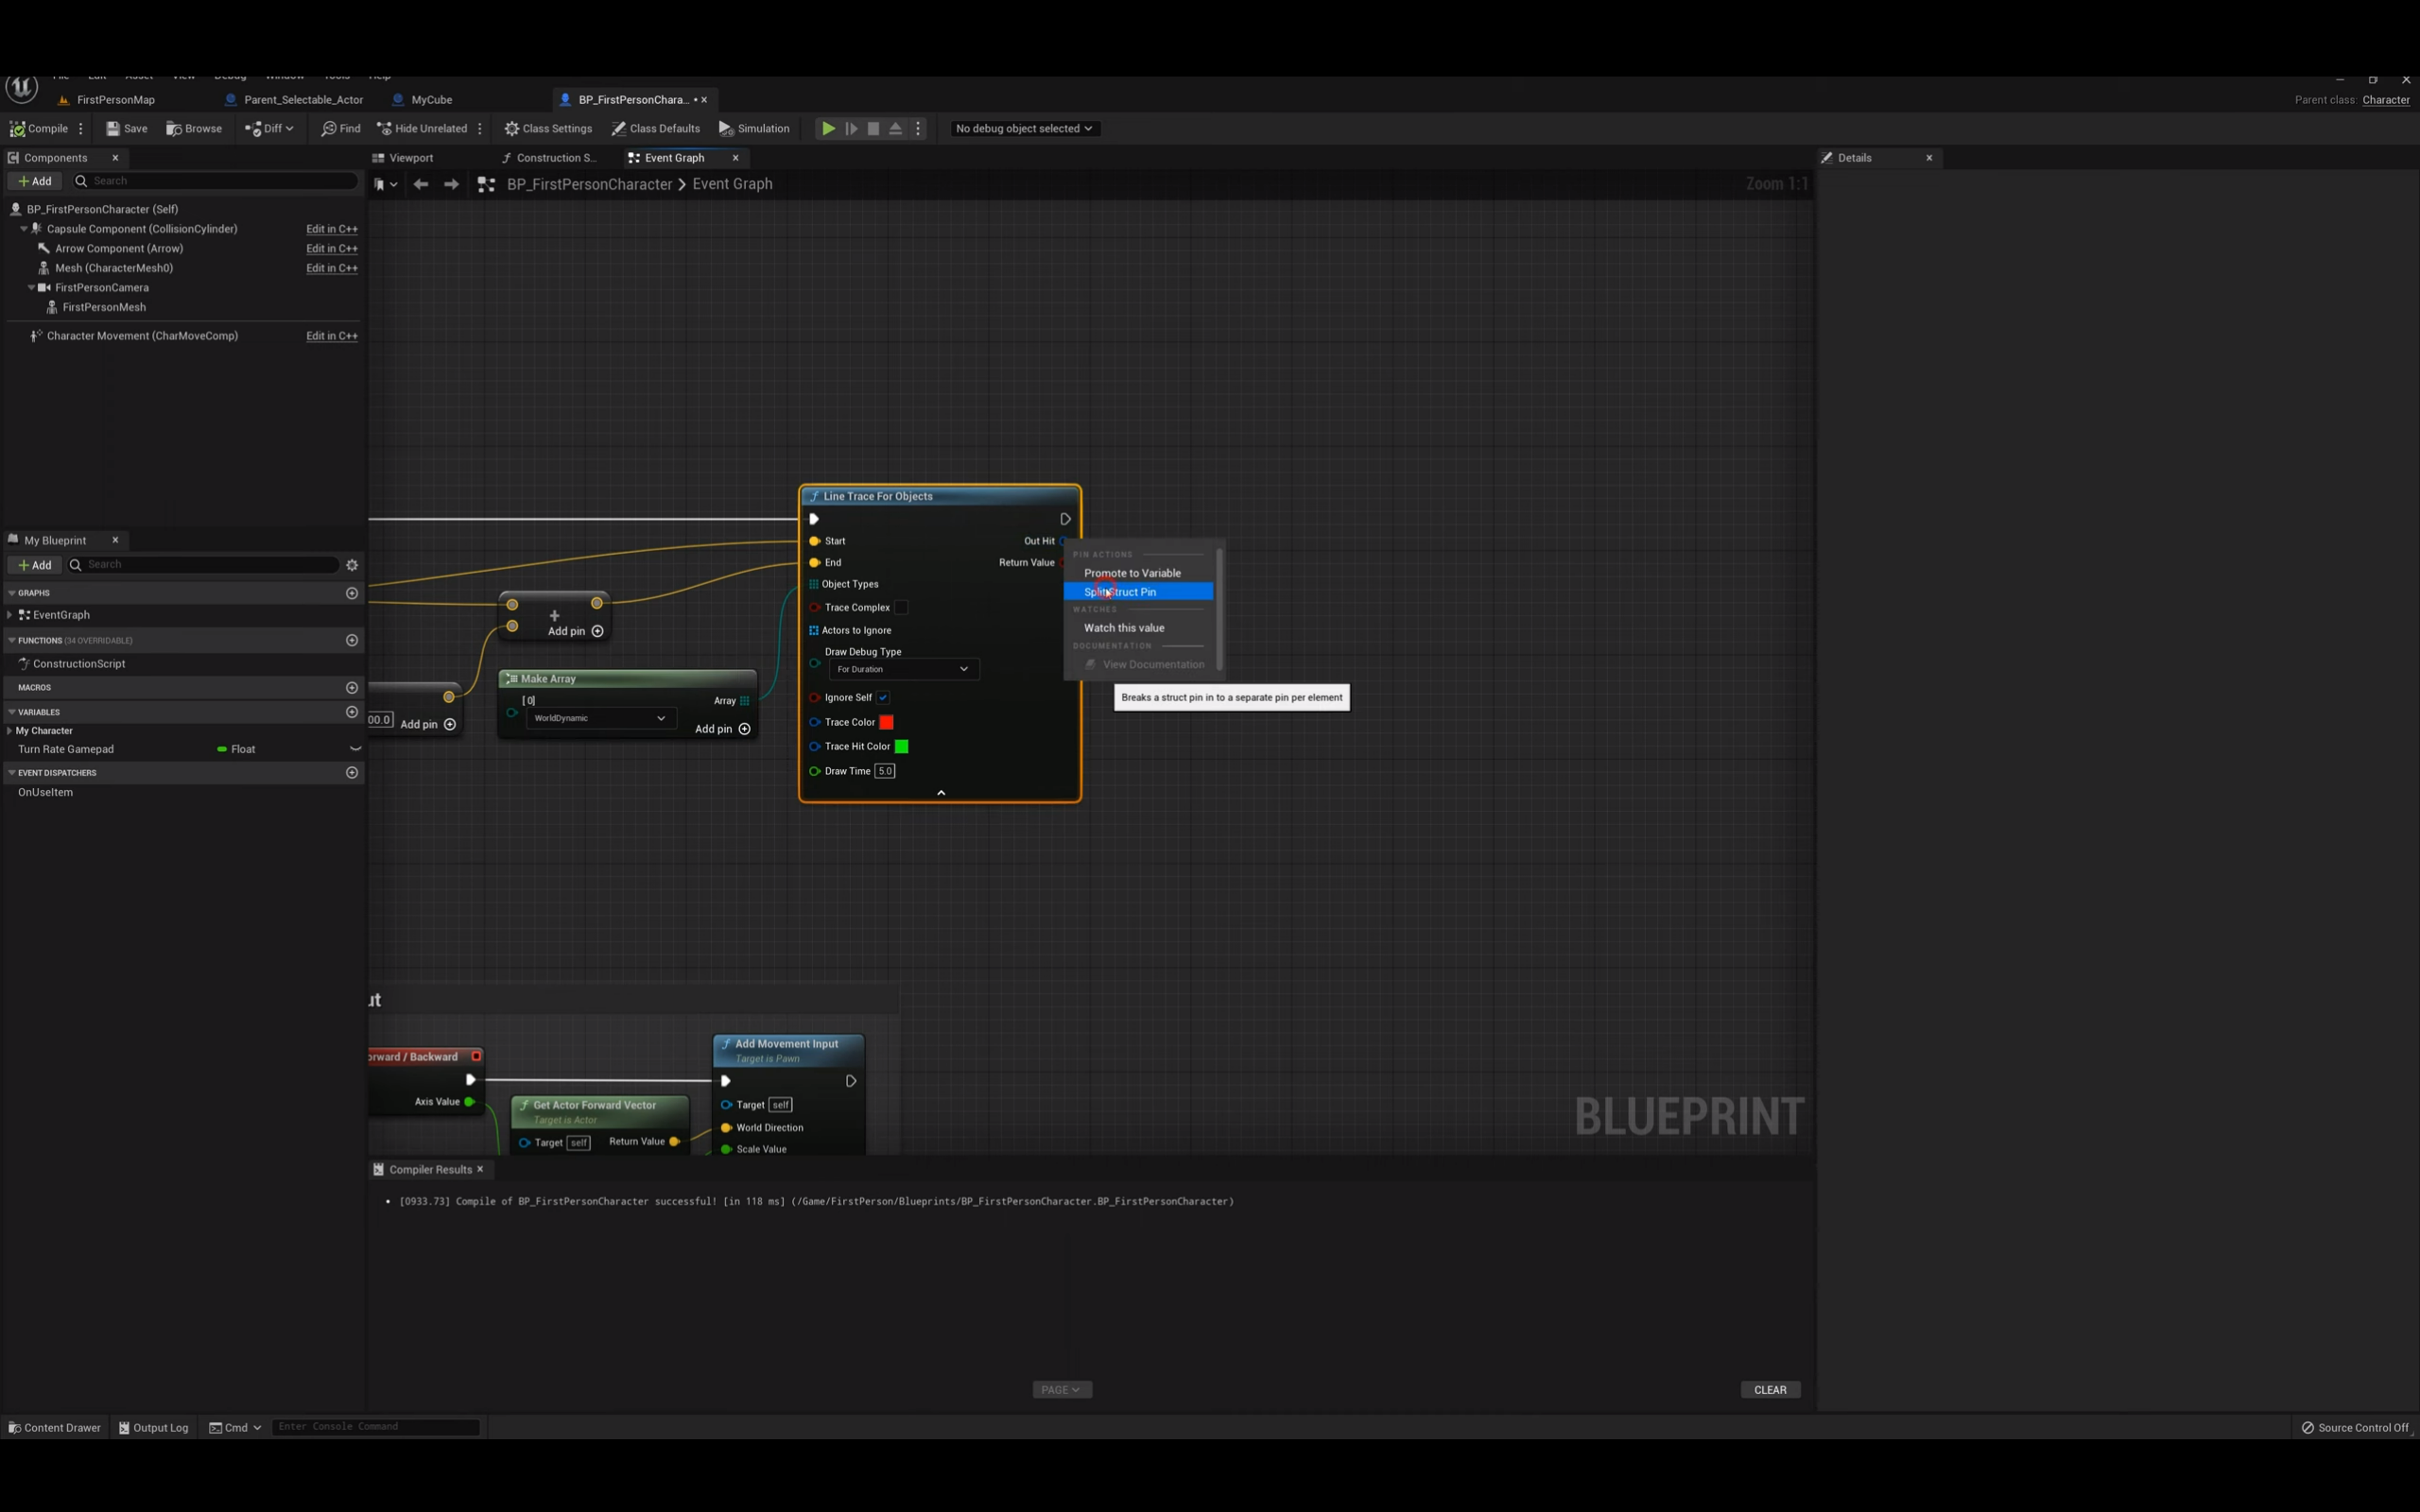 File Edit Asset View Debug Window Tools Help
FirstPersonMap Parent_Selectable_Actor MyCube BP_FirstPersonChara... • Parent class: Character
Compile Save Browse Diff Find Hide Unrelated Class Settings Class Defaults Simulation No debug object selected
Components
Add Search
BP_FirstPersonCharacter (Self)
Capsule Component (CollisionCylinder) Edit in C++
Arrow Component (Arrow) Edit in C++
Mesh (CharacterMesh0) Edit in C++
FirstPersonCamera
FirstPersonMesh
Character Movement (CharMoveComp) Edit in C++
My Blueprint
Add Search
GRAPHS
EventGraph
FUNCTIONS (34 OVERRIDABLE)
ConstructionScript
MACROS
VARIABLES
My Character
Turn Rate Gamepad Float
EVENT DISPATCHERS
OnUseItem
Viewport Construction S... Event Graph
BP_FirstPersonCharacter > Event Graph Zoom 1:1
Line Trace For Objects
Start Out Hit
End Return Value
Object Types
Trace Complex
Actors to Ignore
Draw Debug Type
For Duration
Ignore Self
Trace Color
Trace Hit Color
Draw Time 5.0
Add pin
Make Array
[0] Array
WorldDynamic
Add pin
00.0 Add pin
PIN ACTIONS
Promote to Variable
Split Struct Pin
WATCHES
Watch this value
DOCUMENTATION
View Documentation
Breaks a struct pin in to a separate pin per element
ut
orward / Backward
Axis Value
Get Actor Forward Vector
Target is Actor
Target self Return Value
Add Movement Input
Target is Pawn
Target self
World Direction
Scale Value
BLUEPRINT
Compiler Results
• [0933.73] Compile of BP_FirstPersonCharacter successful! [in 118 ms] (/Game/FirstPerson/Blueprints/BP_FirstPersonCharacter.BP_FirstPersonCharacter)
PAGE CLEAR
Details
Content Drawer Output Log Cmd Enter Console Command Source Control Off